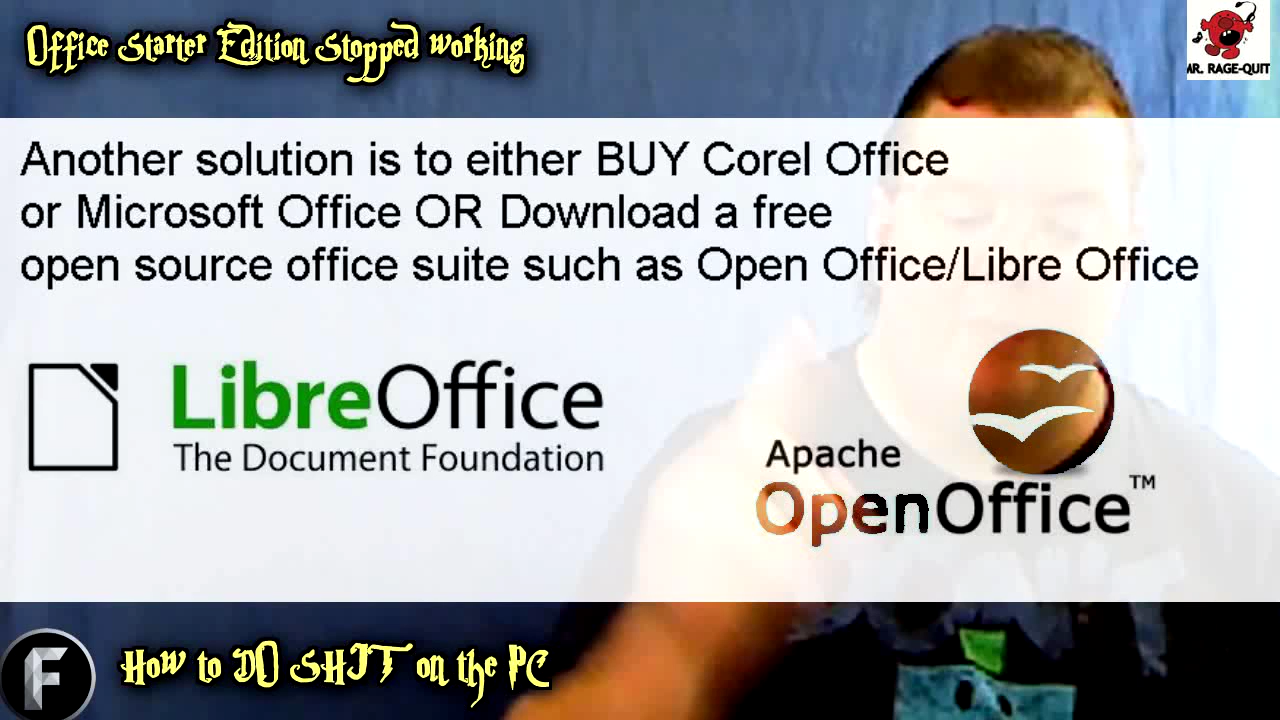 Office Starter Edition Stopped working
MR. RAGE-QUIT
Another solution is to either BUY Corel Office
or Microsoft Office OR Download a free
open source office suite such as Open Office/Libre Office
LibreOffice
The Document Foundation
Apache
OpenOffice™
F
How to DO SHIT on the PC